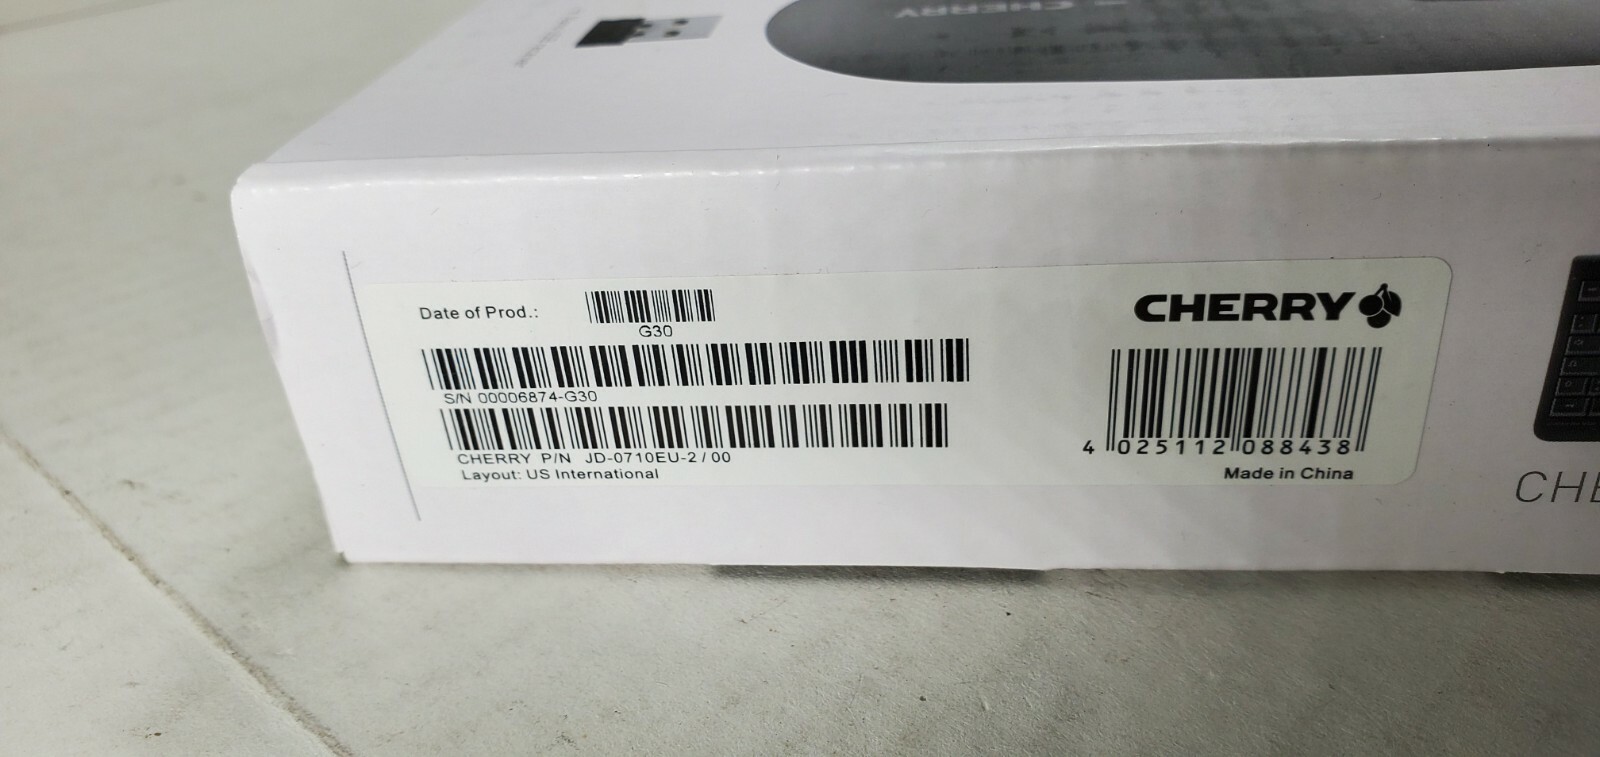 CHERRY
Date of Prod.:
G30
CHERRY
S/N 00006874-G30
CHERRY P/N JD-0710EU-2/00
Layout: US International
4 025112 088438
Made in China